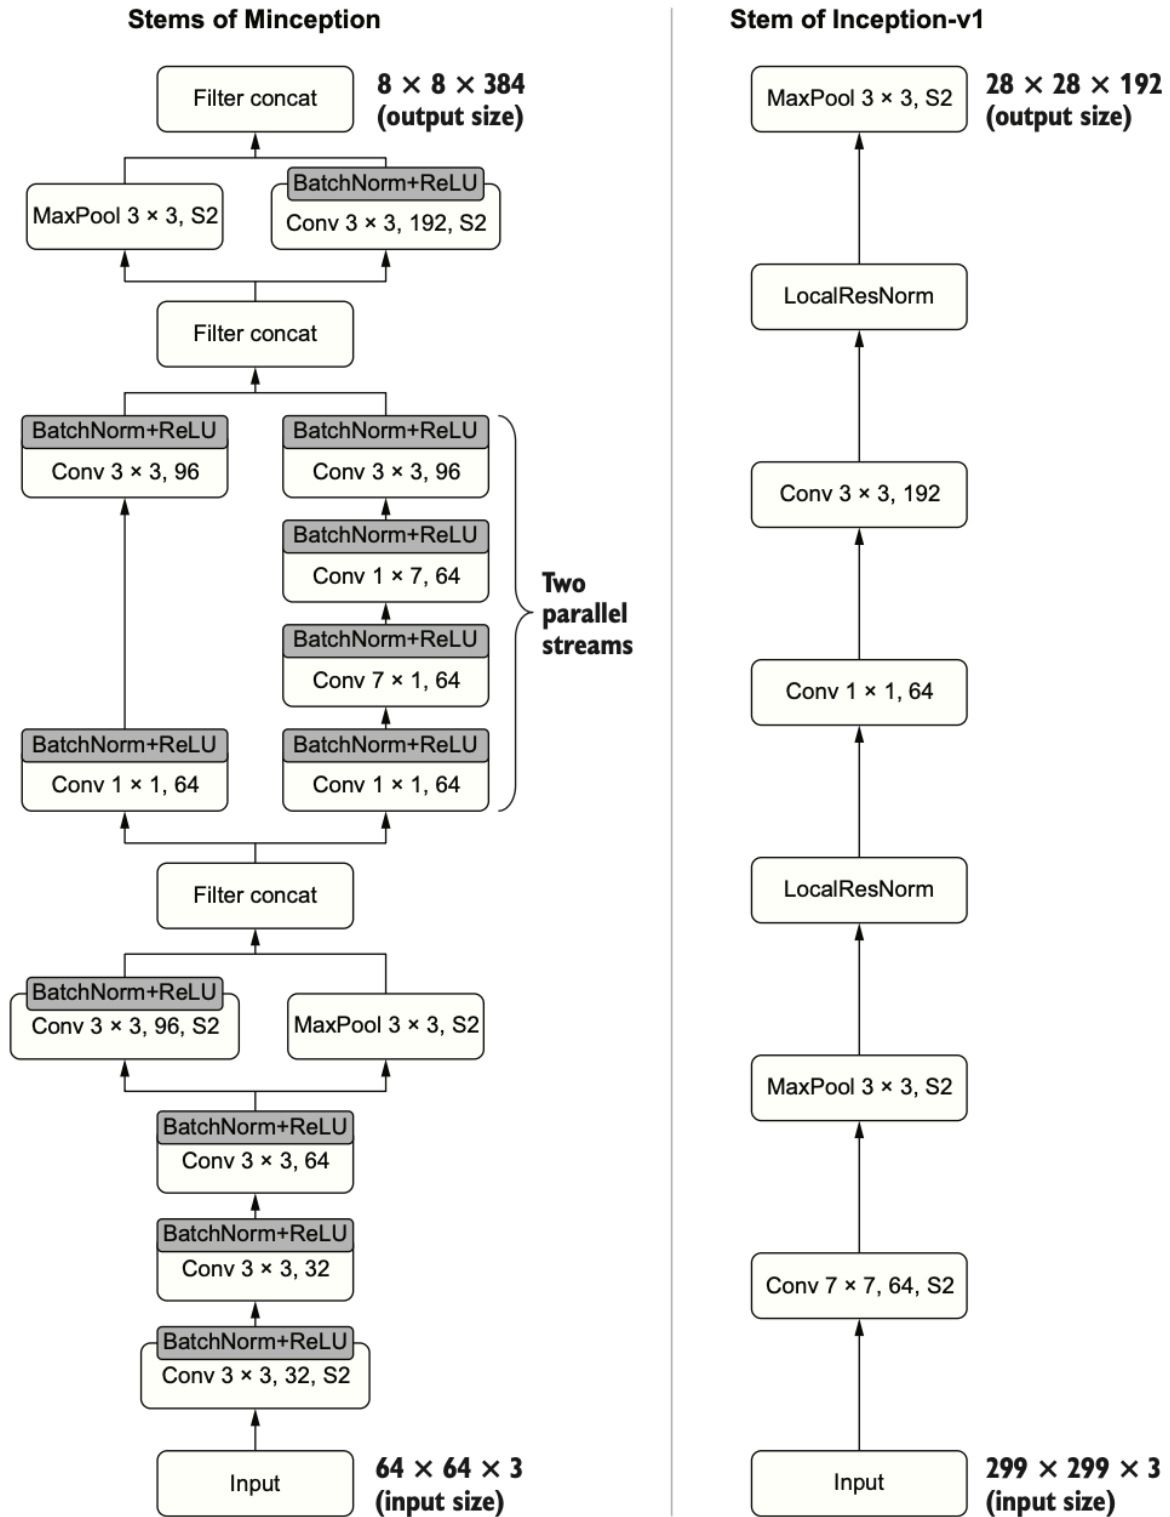 Stems of Minception
Filter concat
8 × 8 × 384
(output size)
MaxPool 3 × 3, S2
BatchNorm+ReLU
Conv 3 × 3, 192, S2
Filter concat
BatchNorm+ReLU
Conv 3 × 3, 96
BatchNorm+ReLU
Conv 3 × 3, 96
BatchNorm+ReLU
Conv 1 × 7, 64
Two
parallel
streams
BatchNorm+ReLU
Conv 7 × 1, 64
BatchNorm+ReLU
Conv 1 × 1, 64
BatchNorm+ReLU
Conv 1 × 1, 64
Filter concat
BatchNorm+ReLU
Conv 3 × 3, 96, S2
MaxPool 3 × 3, S2
BatchNorm+ReLU
Conv 3 × 3, 64
BatchNorm+ReLU
Conv 3 × 3, 32
BatchNorm+ReLU
Conv 3 × 3, 32, S2
Input
64 × 64 × 3
(input size)
Stem of Inception-v1
MaxPool 3 × 3, S2
28 × 28 × 192
(output size)
LocalResNorm
Conv 3 × 3, 192
Conv 1 × 1, 64
LocalResNorm
MaxPool 3 × 3, S2
Conv 7 × 7, 64, S2
Input
299 × 299 × 3
(input size)